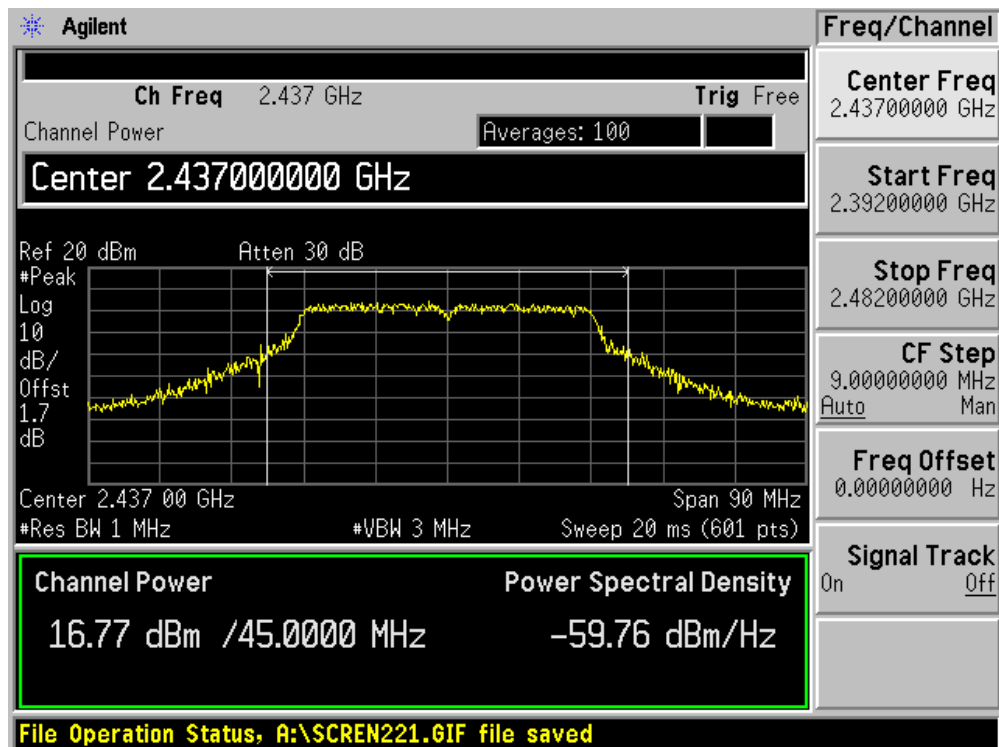 Agilent
Freq/Channel
Ch Freq 2.437 GHz Trig Free
Channel Power Averages: 100
Center 2.437000000 GHz
Ref 20 dBm Atten 30 dB
#Peak
Log
10
dB/
Offst
1.7
dB
Center 2.437 00 GHz Span 90 MHz
#Res BW 1 MHz #VBW 3 MHz Sweep 20 ms (601 pts)
Channel Power Power Spectral Density
16.77 dBm /45.0000 MHz -59.76 dBm/Hz
Center Freq
2.43700000 GHz
Start Freq
2.39200000 GHz
Stop Freq
2.48200000 GHz
CF Step
9.00000000 MHz
Auto Man
Freq Offset
0.00000000 Hz
Signal Track
On Off
File Operation Status, A:\SCREN221.GIF file saved